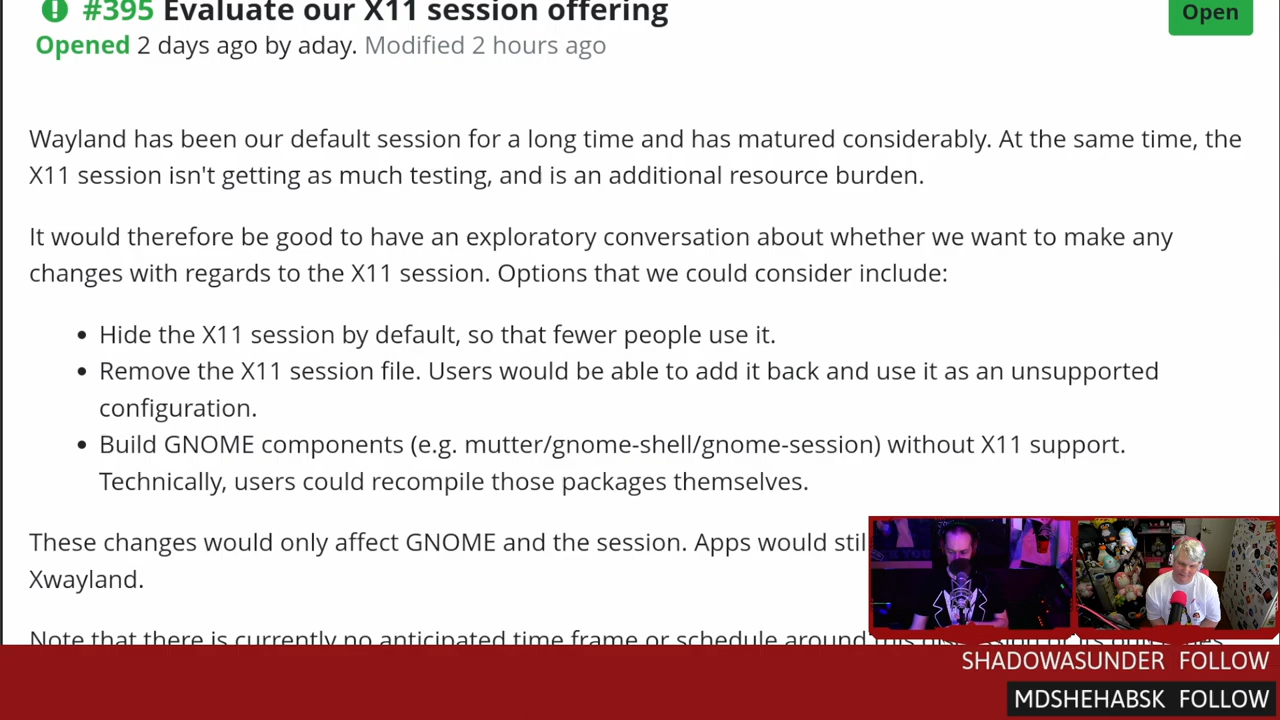 #395 Evaluate our X11 session offering
Open
Opened 2 days ago by aday. Modified 2 hours ago
Wayland has been our default session for a long time and has matured considerably. At the same time, the
X11 session isn't getting as much testing, and is an additional resource burden.
It would therefore be good to have an exploratory conversation about whether we want to make any
changes with regards to the X11 session. Options that we could consider include:
• Hide the X11 session by default, so that fewer people use it.
• Remove the X11 session file. Users would be able to add it back and use it as an unsupported
configuration.
• Build GNOME components (e.g. mutter/gnome-shell/gnome-session) without X11 support.
Technically, users could recompile those packages themselves.
These changes would only affect GNOME and the session. Apps would stil
Xwayland.
Note that there is currently no anticipated time frame or schedule around
SHADOWASUNDER FOLLOW
MDSHEHABSK FOLLOW